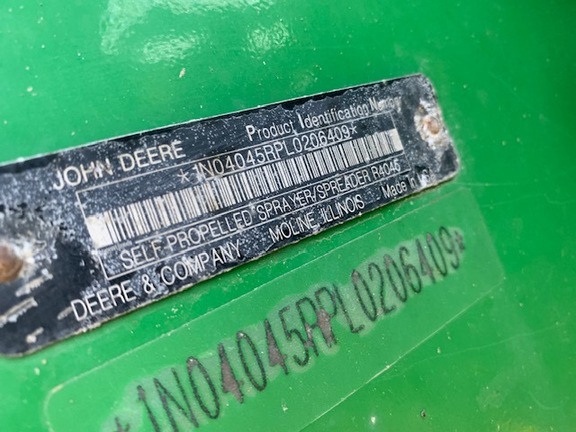 JOHN DEERE Product Identification Number
*1N04045RPL0206409*
SELF-PROPELLED SPRAYER/SPREADER R4045
DEERE & COMPANY MOLINE ILLINOIS Made in
*1N04045RPL0206409*